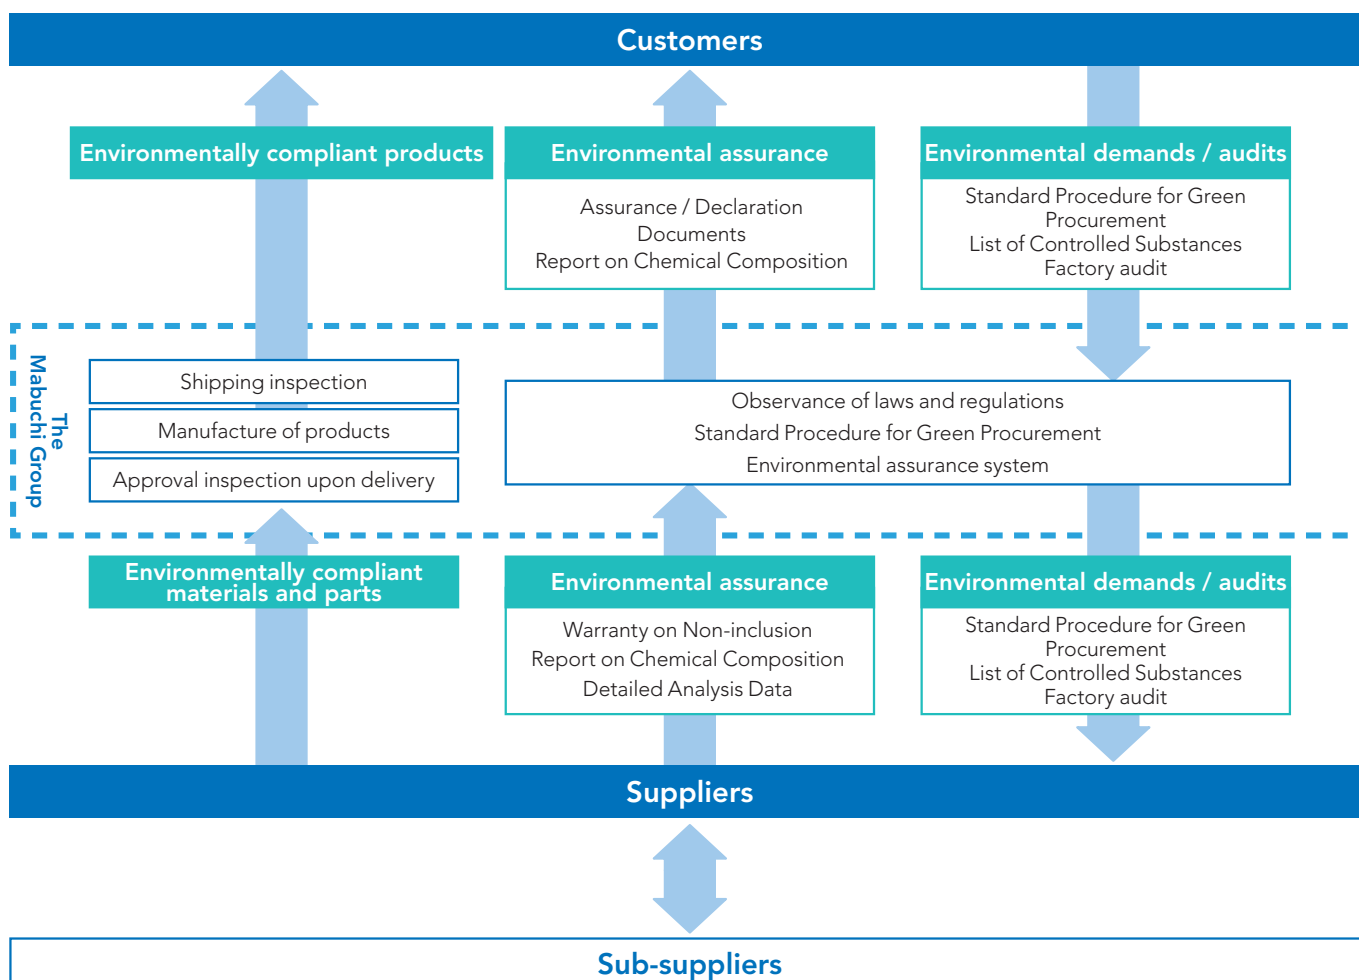 Customers
Environmentally compliant products
Environmental assurance
Assurance / Declaration
Documents
Report on Chemical Composition
Environmental demands / audits
Standard Procedure for Green
Procurement
List of Controlled Substances
Factory audit
The
Mabuchi Group
Shipping inspection
Manufacture of products
Approval inspection upon delivery
Observance of laws and regulations
Standard Procedure for Green Procurement
Environmental assurance system
Environmentally compliant
materials and parts
Environmental assurance
Warranty on Non-inclusion
Report on Chemical Composition
Detailed Analysis Data
Environmental demands / audits
Standard Procedure for Green
Procurement
List of Controlled Substances
Factory audit
Suppliers
Sub-suppliers